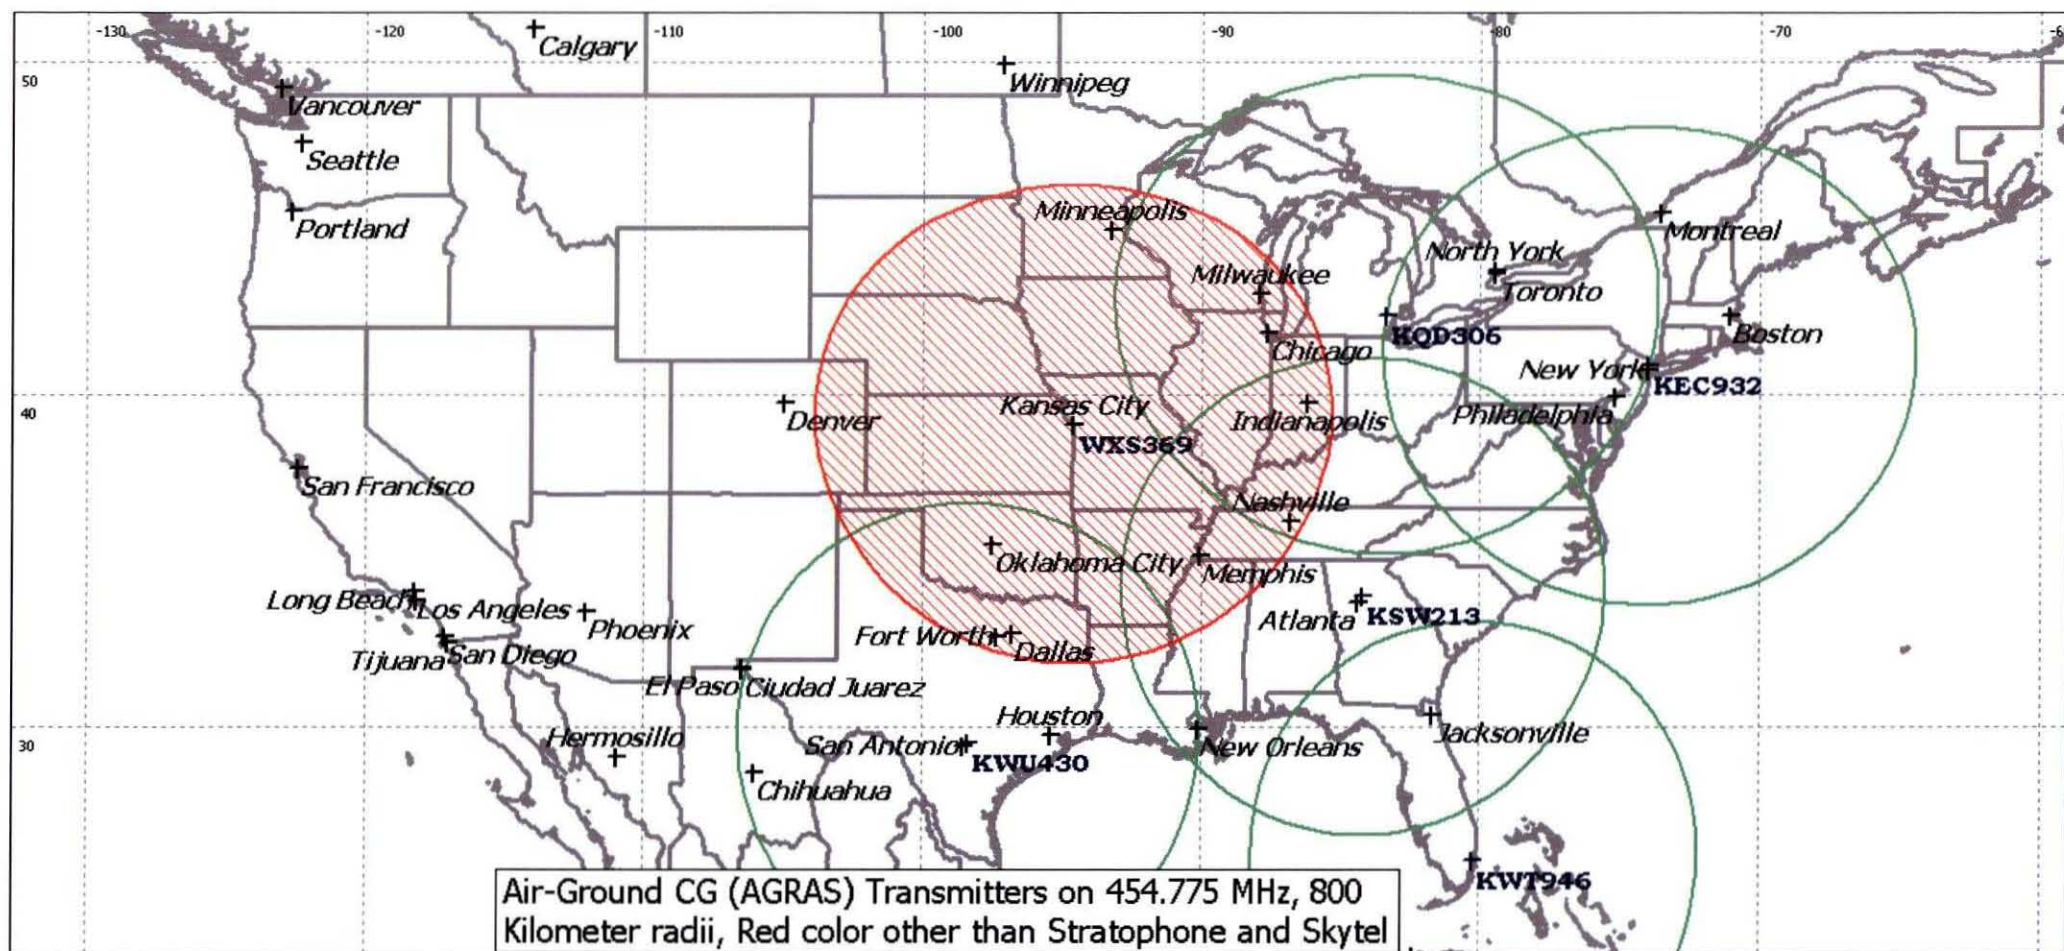 -130
-120
-110
-100
-90
-80
-70
-6
Calgary
50
Winnipeg
Vancouver
Seattle
Minneapolis
Portland
Montreal
North York
Milwaukee
Toronto
KQD306
Boston
Chicago
New York
KEC932
40
Kansas City
Denver
Indianapolis
Philadelphia
WXS369
San Francisco
Nashville
Oklahoma City
Memphis
Long Beach
Los Angeles
Phoenix
Atlanta
KSW213
Fort Worth
Dallas
Tijuana
San Diego
El Paso
Ciudad Juarez
Houston
30
Hermosillo
San Antonio
New Orleans
Jacksonville
KWU430
Chihuahua
KWT946
Air-Ground CG (AGRAS) Transmitters on 454.775 MHz, 800
Kilometer radii, Red color other than Stratophone and Skytel